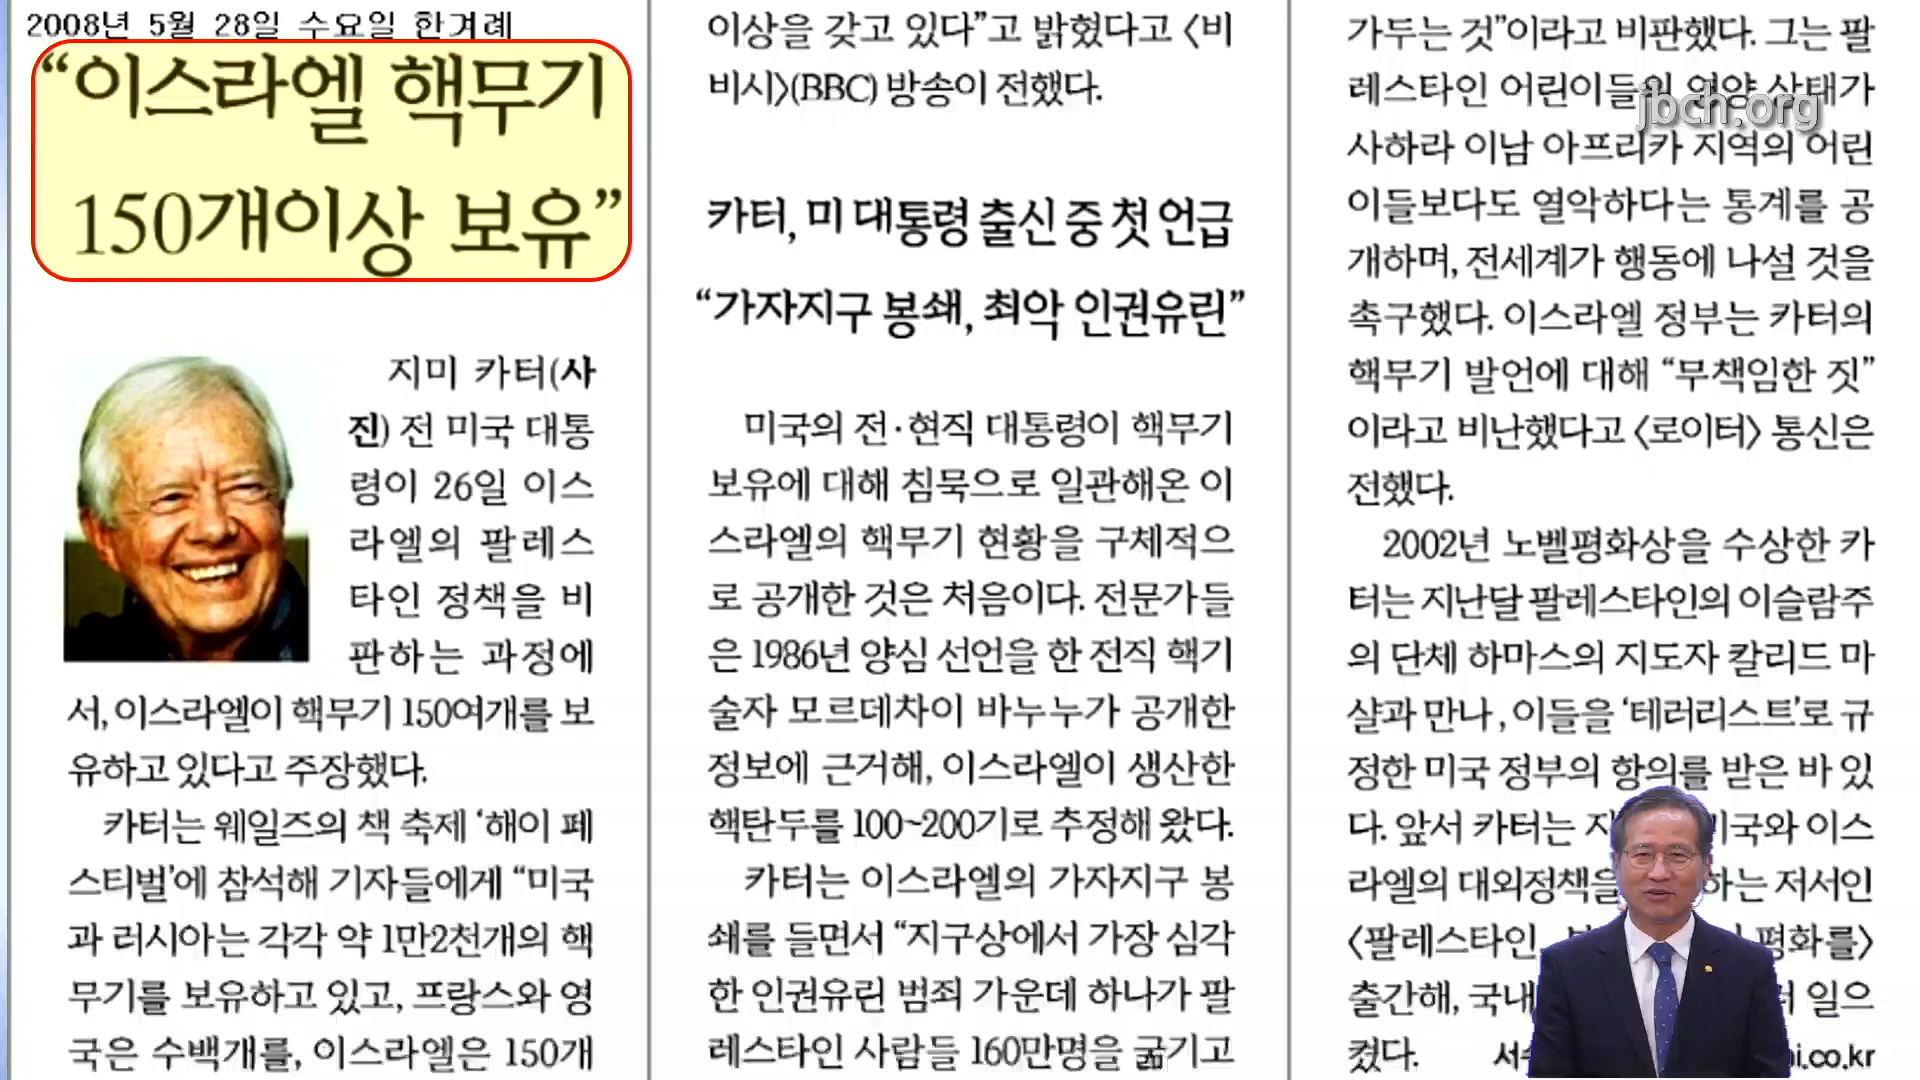 2008년 5월 28일 수요일 한겨레
“이스라엘 핵무기
150개이상 보유”
지미 카터(사
진) 전 미국 대통
령이 26일 이스
라엘의 팔레스
타인 정책을 비
판하는 과정에
서, 이스라엘이 핵무기 150여개를 보
유하고 있다고 주장했다.
카터는 웨일즈의 책 축제 ‘해이 페
스티벌’에 참석해 기자들에게 “미국
과 러시아는 각각 약 1만2천개의 핵
무기를 보유하고 있고, 프랑스와 영
국은 수백개를, 이스라엘은 150개
이상을 갖고 있다”고 밝혔다고 〈비
비시〉(BBC) 방송이 전했다.
카터, 미 대통령 출신 중 첫 언급
“가자지구 봉쇄, 최악 인권유린”
미국의 전·현직 대통령이 핵무기
보유에 대해 침묵으로 일관해온 이
스라엘의 핵무기 현황을 구체적으
로 공개한 것은 처음이다. 전문가들
은 1986년 양심 선언을 한 전직 핵기
술자 모르데차이 바누누가 공개한
정보에 근거해, 이스라엘이 생산한
핵탄두를 100~200기로 추정해 왔다.
카터는 이스라엘의 가자지구 봉
쇄를 들면서 “지구상에서 가장 심각
한 인권유린 범죄 가운데 하나가 팔
레스타인 사람들 160만명을 굶기고
가두는 것”이라고 비판했다. 그는 팔
레스타인 어린이들의 영양 상태가
사하라 이남 아프리카 지역의 어린
이들보다도 열악하다는 통계를 공
개하며, 전세계가 행동에 나설 것을
촉구했다. 이스라엘 정부는 카터의
핵무기 발언에 대해 “무책임한 짓”
이라고 비난했다고 〈로이터〉 통신은
전했다.
2002년 노벨평화상을 수상한 카
터는 지난달 팔레스타인의 이슬람주
의 단체 하마스의 지도자 칼리드 마
샬과 만나, 이들을 ‘테러리스트’로 규
정한 미국 정부의 항의를 받은 바 있
다. 앞서 카터는 미국와 이스
라엘의 대외정책을 하는 저서인
〈팔레스타인, 평화를〉
출간해, 일으
켰다.
jbch.org